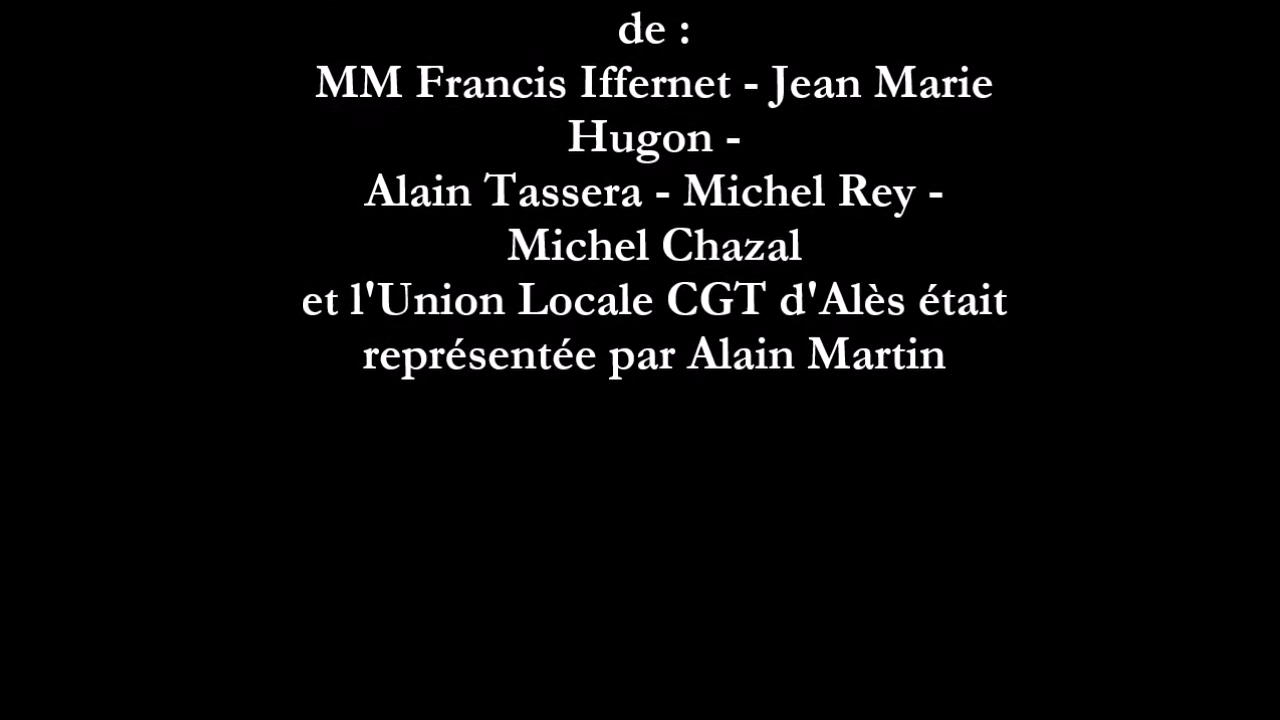 de :
MM Francis Iffernet - Jean Marie
Hugon -
Alain Tassera - Michel Rey -
Michel Chazal
et l'Union Locale CGT d'Alès était
représentée par Alain Martin